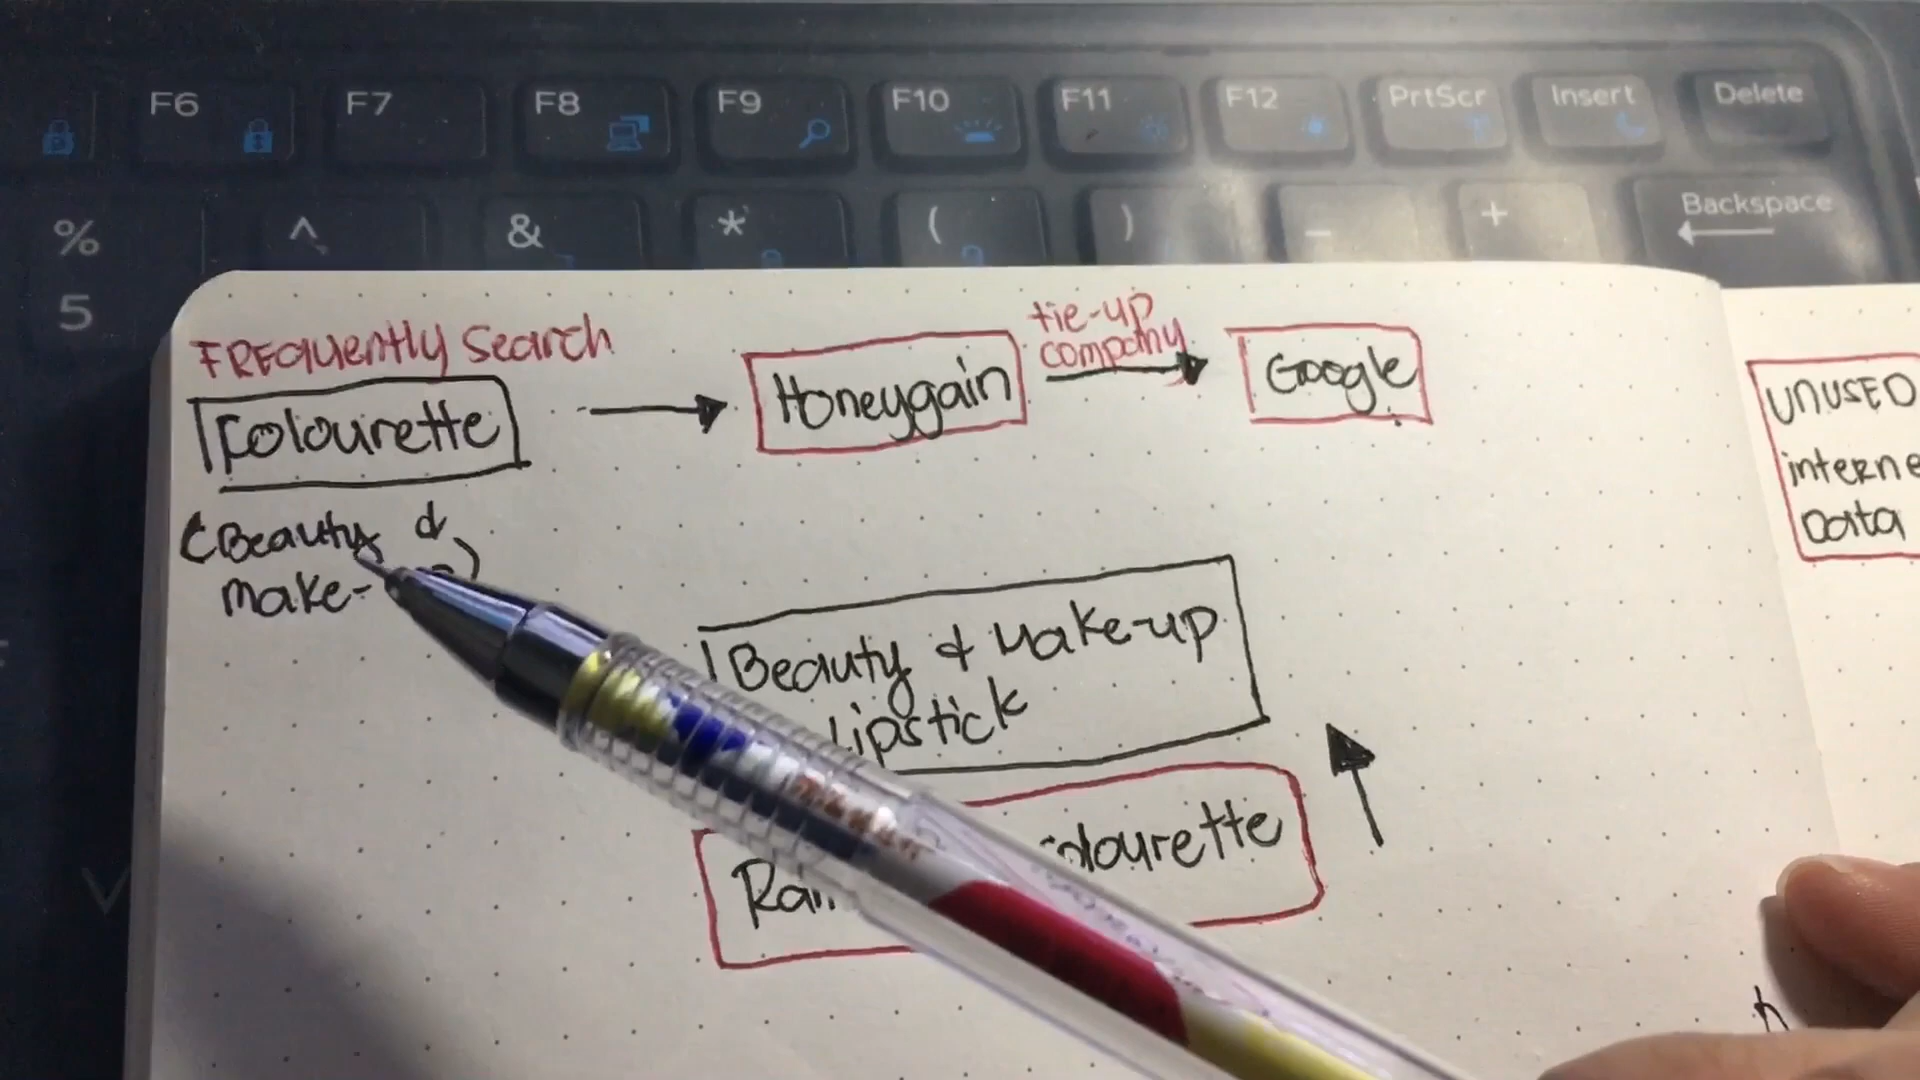 F6 F7 F8 F9 F10 F11 F12 PrtScr Insert Delete
% ^ & * ( ) - + Backspace
5
FREquently Search
Colourette
(Beauty &
Make-
Honeygain
tie-up
company
Google
Beauty & Make-up
Lipstick
olourette
UNUSED
interne
Data